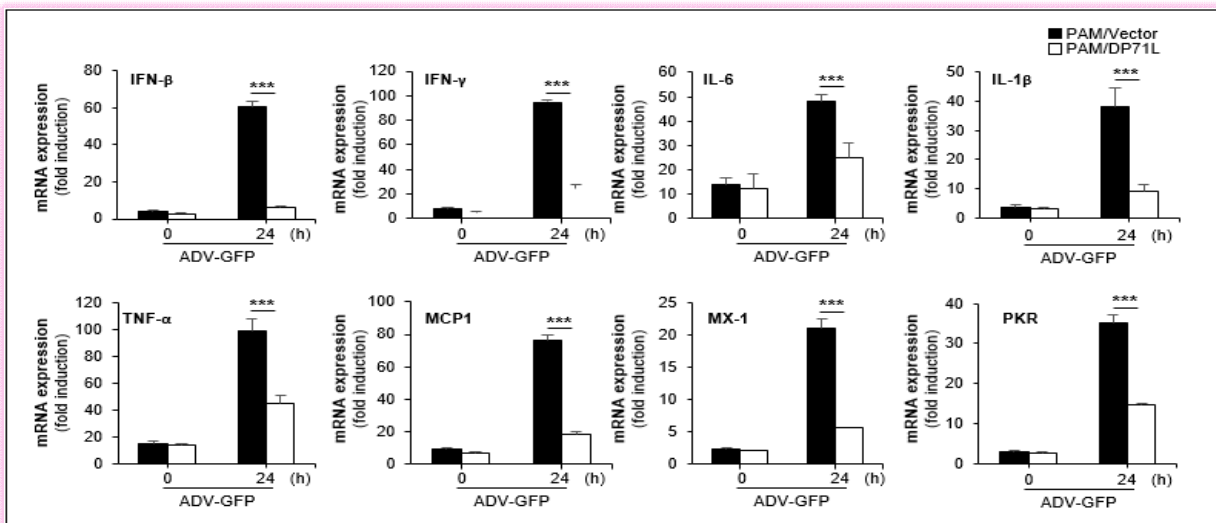 PAM/Vector
PAM/DP71L
mRNA expression
(fold induction)
IFN-β
80
60
40
20
0
***
0
24
(h)
ADV-GFP
mRNA expression
(fold induction)
IFN-γ
120
100
80
60
40
20
0
***
0
24
(h)
ADV-GFP
mRNA expression
(fold induction)
IL-6
60
50
40
30
20
10
0
***
0
24
(h)
ADV-GFP
mRNA expression
(fold induction)
IL-1β
50
40
30
20
10
0
***
0
24
(h)
ADV-GFP
mRNA expression
(fold induction)
TNF-α
120
100
80
60
40
20
0
***
0
24
(h)
ADV-GFP
mRNA expression
(fold induction)
MCP1
100
80
60
40
20
0
***
0
24
(h)
ADV-GFP
mRNA expression
(fold induction)
MX-1
25
20
15
10
5
0
***
0
24
(h)
ADV-GFP
mRNA expression
(fold induction)
PKR
40
30
20
10
0
***
0
24
(h)
ADV-GFP